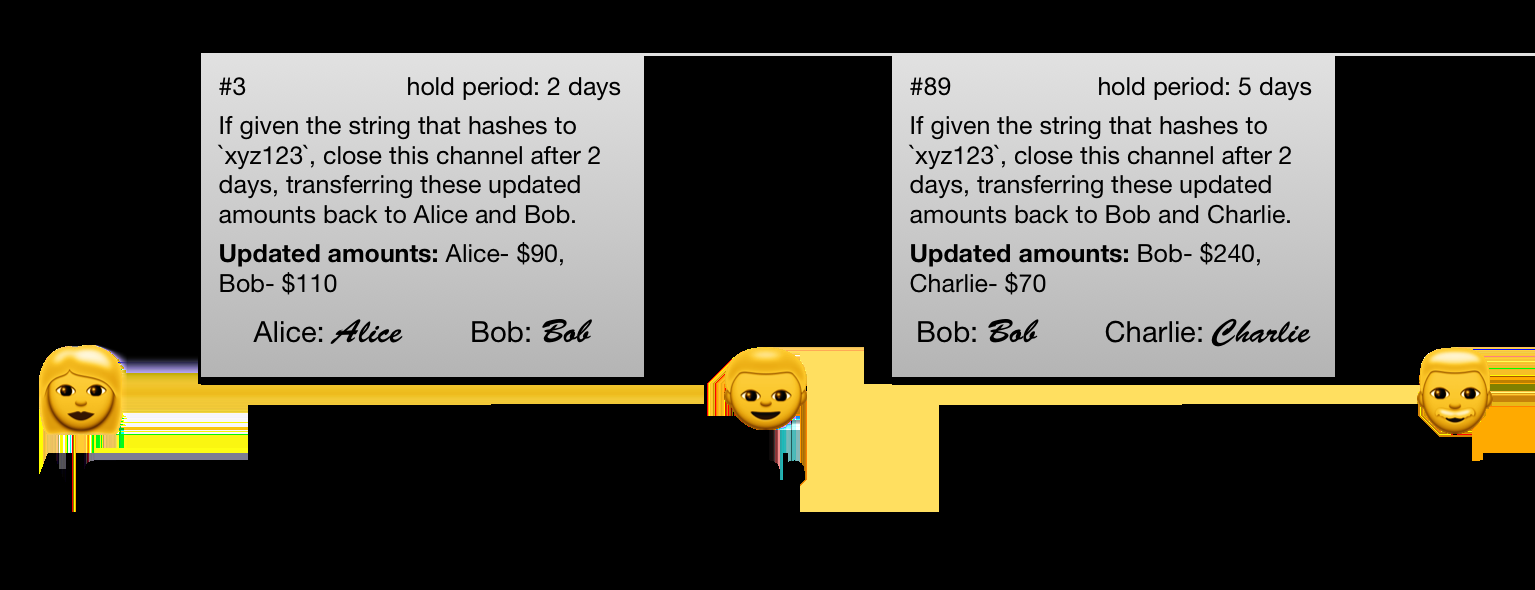 #3 hold period: 2 days
If given the string that hashes to
`xyz123`, close this channel after 2
days, transferring these updated
amounts back to Alice and Bob.
Updated amounts: Alice- $90,
Bob- $110
Alice: Alice Bob: Bob
#89 hold period: 5 days
If given the string that hashes to
`xyz123`, close this channel after 2
days, transferring these updated
amounts back to Bob and Charlie.
Updated amounts: Bob- $240,
Charlie- $70
Bob: Bob Charlie: Charlie